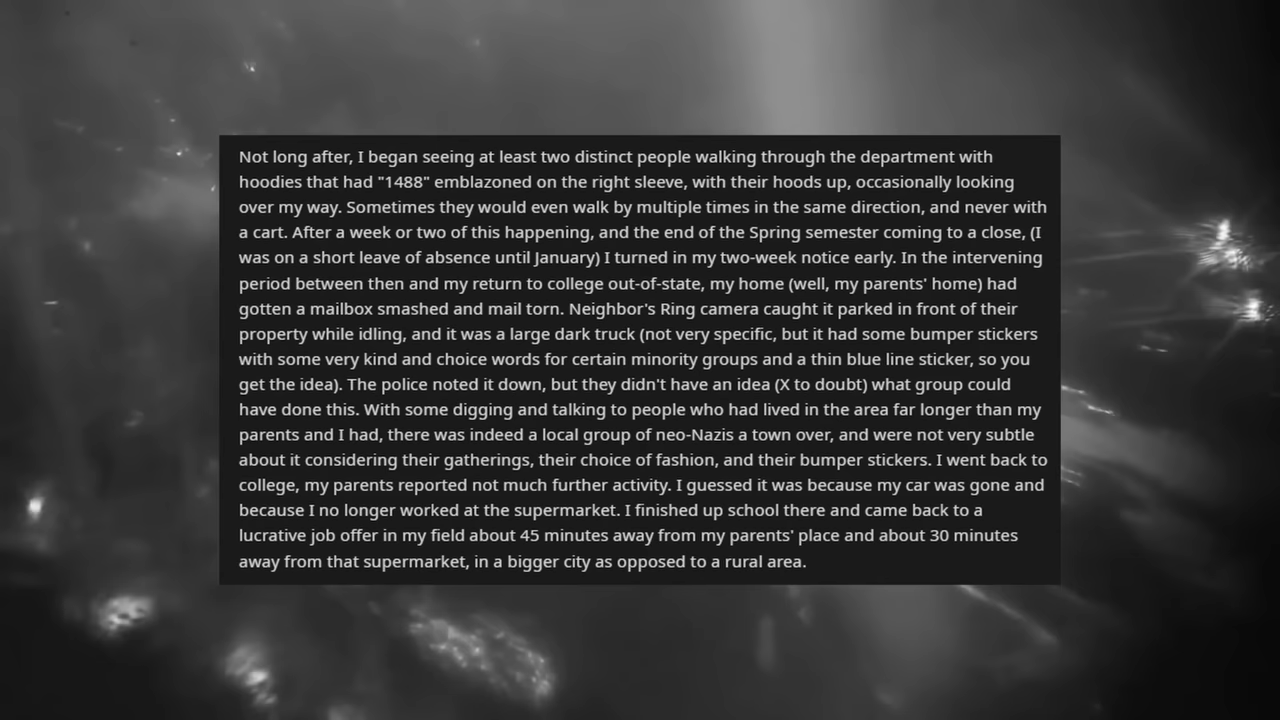 Not long after, I began seeing at least two distinct people walking through the department with
hoodies that had "1488" emblazoned on the right sleeve, with their hoods up, occasionally looking
over my way. Sometimes they would even walk by multiple times in the same direction, and never with
a cart. After a week or two of this happening, and the end of the Spring semester coming to a close, (I
was on a short leave of absence until January) I turned in my two-week notice early. In the intervening
period between then and my return to college out-of-state, my home (well, my parents' home) had
gotten a mailbox smashed and mail torn. Neighbor's Ring camera caught it parked in front of their
property while idling, and it was a large dark truck (not very specific, but it had some bumper stickers
with some very kind and choice words for certain minority groups and a thin blue line sticker, so you
get the idea). The police noted it down, but they didn't have an idea (X to doubt) what group could
have done this. With some digging and talking to people who had lived in the area far longer than my
parents and I had, there was indeed a local group of neo-Nazis a town over, and were not very subtle
about it considering their gatherings, their choice of fashion, and their bumper stickers. I went back to
college, my parents reported not much further activity. I guessed it was because my car was gone and
because I no longer worked at the supermarket. I finished up school there and came back to a
lucrative job offer in my field about 45 minutes away from my parents' place and about 30 minutes
away from that supermarket, in a bigger city as opposed to a rural area.